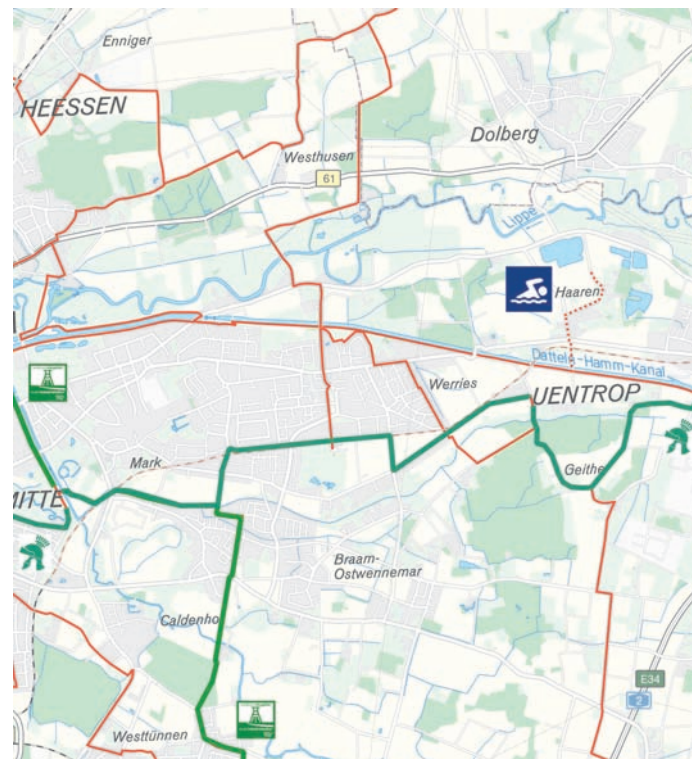 Enniger
HEESSEN
Dolberg
Westhusen
61
Lippe
Haaren
Datteln-Hamm-Kanal
Werries
UENTROP
Mark
Geithe
MITTE
Braam-
Ostwennemar
Caldenho
E34
2
Westtünnen